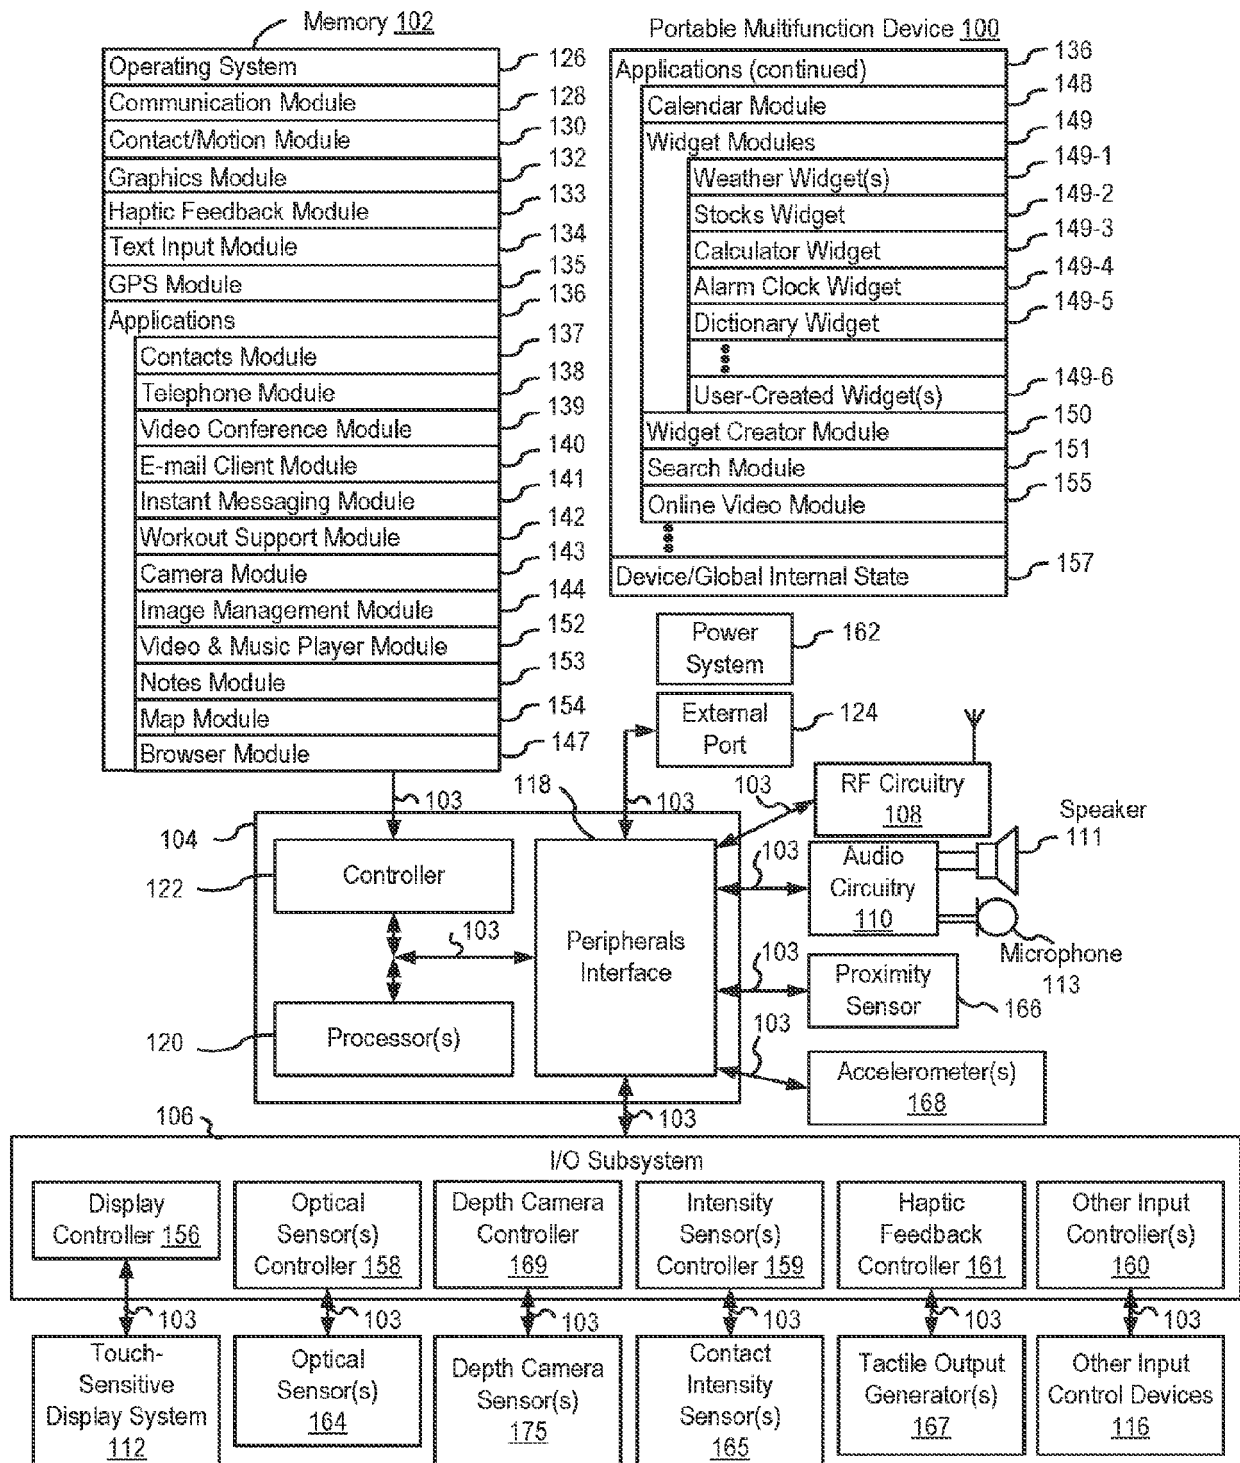 Memory 102
Operating System 126
Communication Module 128
Contact/Motion Module 130
Graphics Module 132
Haptic Feedback Module 133
Text Input Module 134
GPS Module 135
Applications 136
Contacts Module 137
Telephone Module 138
Video Conference Module 139
E-mail Client Module 140
Instant Messaging Module 141
Workout Support Module 142
Camera Module 143
Image Management Module 144
Video & Music Player Module 152
Notes Module 153
Map Module 154
Browser Module 147
Portable Multifunction Device 100
Applications (continued) 136
Calendar Module 148
Widget Modules 149
Weather Widget(s) 149-1
Stocks Widget 149-2
Calculator Widget 149-3
Alarm Clock Widget 149-4
Dictionary Widget 149-5
User-Created Widget(s) 149-6
Widget Creator Module 150
Search Module 151
Online Video Module 155
Device/Global Internal State 157
Power
System
162
External
Port
124
103
118
103
103
RF Circuitry
108
Speaker
111
104
Controller
122
103
Audio
Circuitry
110
103
Peripherals
Interface
Microphone
113
103
Proximity
Sensor
166
Processor(s)
120
103
Accelerometer(s)
168
103
106
I/O Subsystem
Display
Controller 156
Optical
Sensor(s)
Controller 158
Depth Camera
Controller
169
Intensity
Sensor(s)
Controller 159
Haptic
Feedback
Controller 161
Other Input
Controller(s)
160
103
103
103
103
103
103
Touch-
Sensitive
Display System
112
Optical
Sensor(s)
164
Depth Camera
Sensor(s)
175
Contact
Intensity
Sensor(s)
165
Tactile Output
Generator(s)
167
Other Input
Control Devices
116